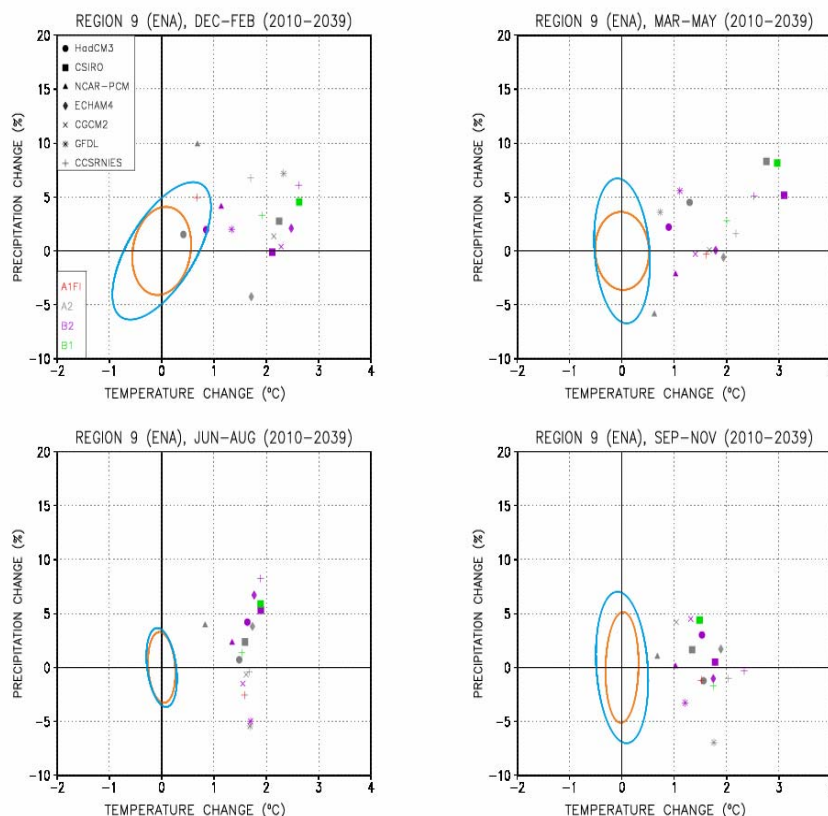 REGION 9 (ENA), DEC-FEB (2010-2039)
PRECIPITATION CHANGE (%)
20
15
10
5
0
-5
-10
HadCM3
CSIRO
NCAR-PCM
ECHAM4
CGCM2
GFDL
CCSRNIES
A1FI
A2
B2
B1
-2 -1 0 1 2 3 4
TEMPERATURE CHANGE (ºC)
REGION 9 (ENA), MAR-MAY (2010-2039)
PRECIPITATION CHANGE (%)
20
15
10
5
0
-5
-10
-2 -1 0 1 2 3
TEMPERATURE CHANGE (ºC)
REGION 9 (ENA), JUN-AUG (2010-2039)
PRECIPITATION CHANGE (%)
20
15
10
5
0
-5
-10
-2 -1 0 1 2 3 4
TEMPERATURE CHANGE (ºC)
REGION 9 (ENA), SEP-NOV (2010-2039)
PRECIPITATION CHANGE (%)
20
15
10
5
0
-5
-10
-2 -1 0 1 2 3
TEMPERATURE CHANGE (ºC)